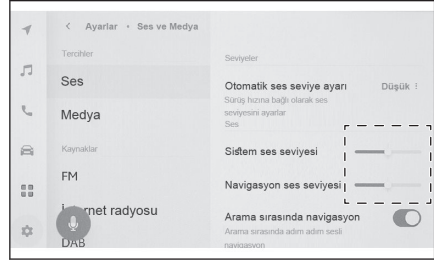 < Ayarlar • Ses ve Medya
Tercihler
Ses
Medya
Kaynaklar
FM
rnet radyosu
DAB
Seviyeler
Otomatik ses seviye ayarı Düşük
Sürüş hızına bağlı olarak ses
seviyesini ayarlar
Ses
Sistem ses seviyesi
Navigasyon ses seviyesi
Arama sırasında navigasyon
Arama sırasında adım adım sesli
navigasyon